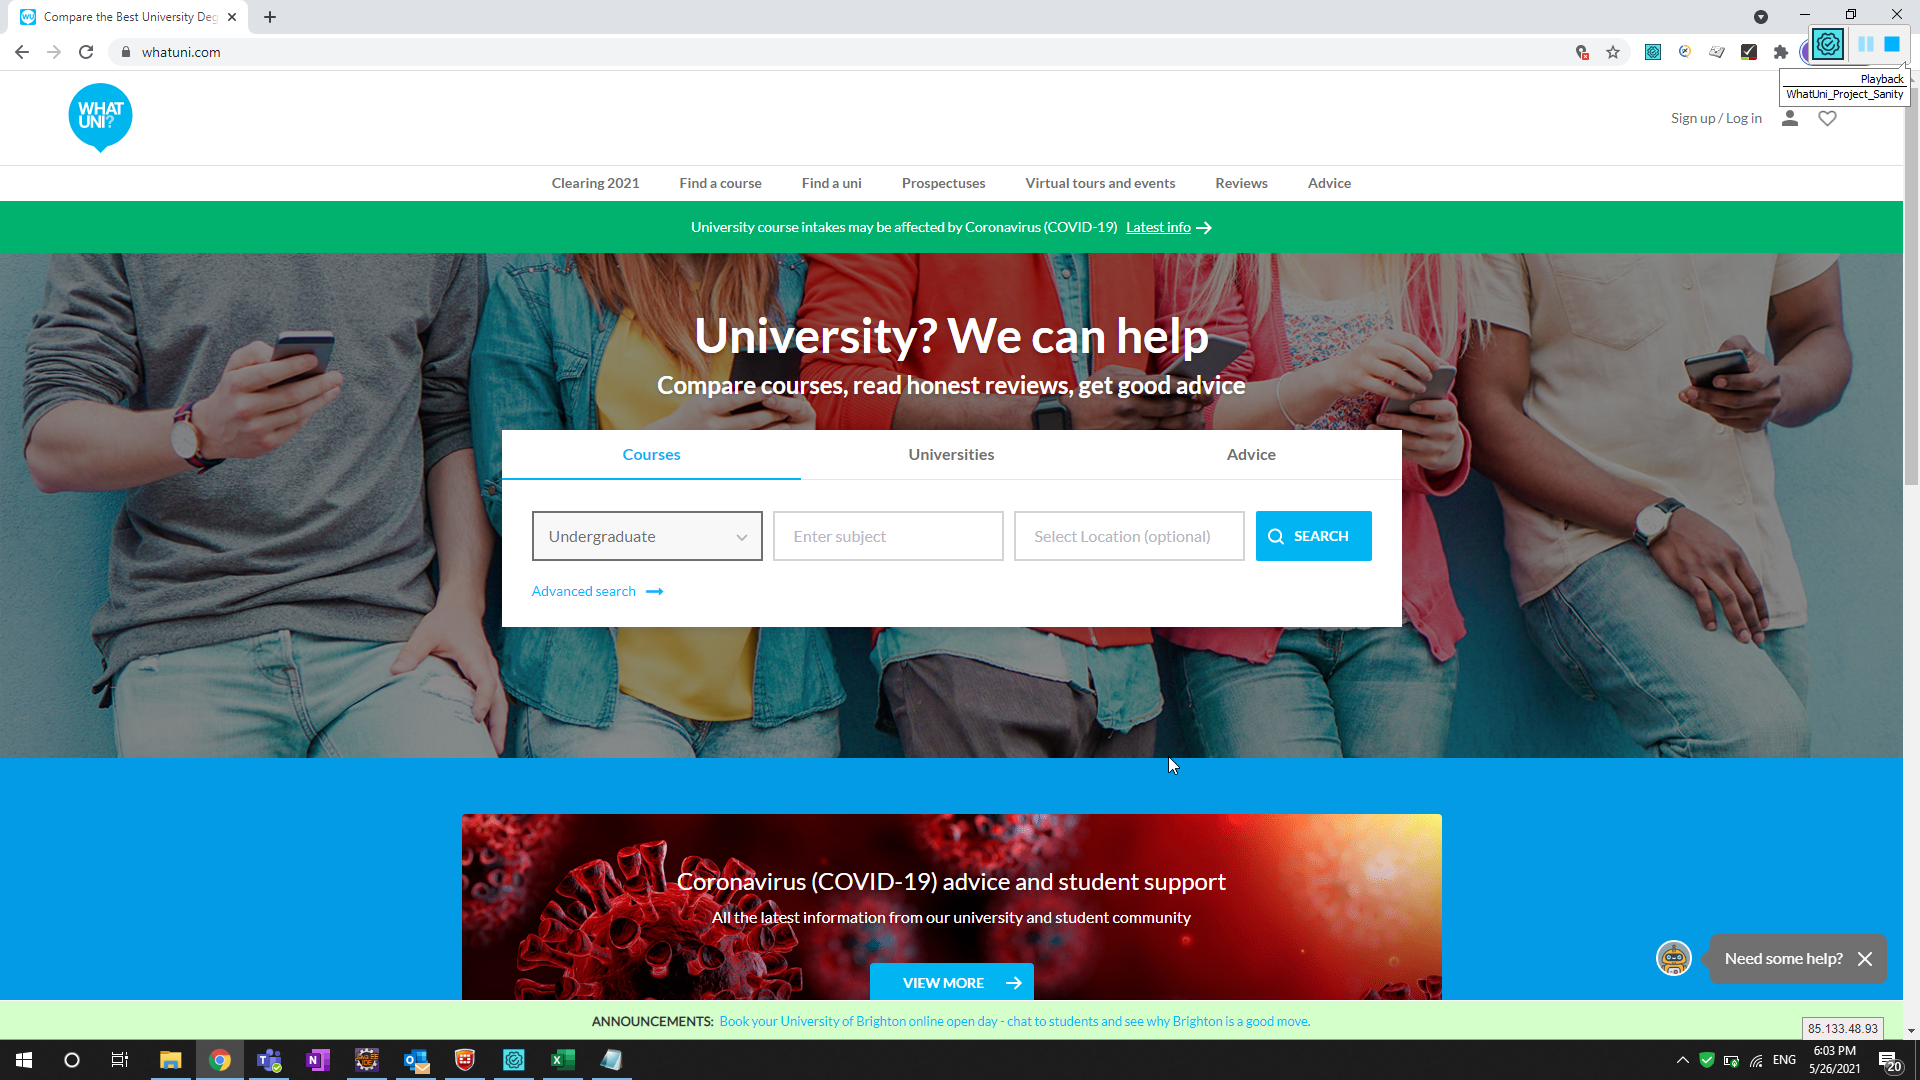 Compare the Best University Deg
whatuni.com
Playback
WhatUni_Project_Sanity
WHAT
UNI?
Sign up / Log in
Clearing 2021
Find a course
Find a uni
Prospectuses
Virtual tours and events
Reviews
Advice
University course intakes may be affected by Coronavirus (COVID-19) Latest info
University? We can help
Compare courses, read honest reviews, get good advice
Courses
Universities
Advice
Undergraduate
Enter subject
Select Location (optional)
SEARCH
Advanced search
Coronavirus (COVID-19) advice and student support
All the latest information from our university and student community
VIEW MORE
Need some help?
ANNOUNCEMENTS: Book your University of Brighton online open day - chat to students and see why Brighton is a good move.
85.133.48.93
ENG
6:03 PM
5/26/2021
20